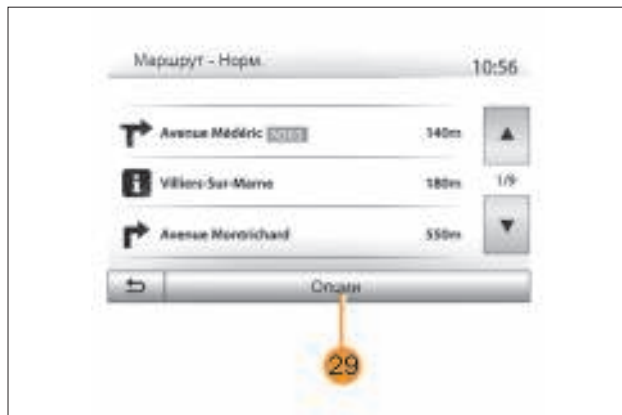 Маршрут - Норм.
10:56
Avenue Médéric
140m
Villiers-Sur-Marne
180m
1/9
Avenue Montrichard
550m
Опции
29